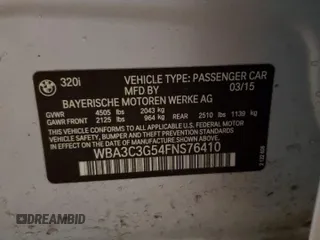 320i
VEHICLE TYPE: PASSENGER CAR
MFD BY 03/15
BAYERISCHE MOTOREN WERKE AG
GVWR 4505 lbs 2043 kg
GAWR FRONT 2125 lbs 964 kg REAR 2510 lbs 1139 kg
THIS VEHICLE CONFORMS TO ALL APPLICABLE U.S. FEDERAL
MOTOR VEHICLE SAFETY, BUMPER AND THEFT PREVENTION
STANDARDS IN EFFECT ON THE DATE OF MANUFACTURE SHOWN ABOVE.
WBA3C3G54FNS76410
DREAMBID